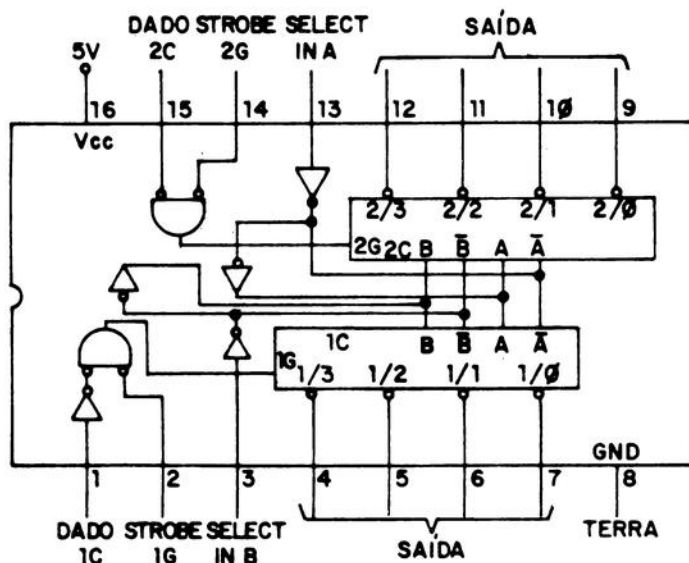 DADO STROBE SELECT
2C 2G IN A
SAÍDA
5V
16 15 14 13 12 11 1Ø 9
Vcc
2/3 2/2 2/1 2/Ø
2G 2C B B̅ A A̅
1C B B̅ A A̅
1G
1/3 1/2 1/1 1/Ø
GND
1 2 3 4 5 6 7 8
DADO STROBE SELECT
1C 1G IN B
SAÍDA
TERRA